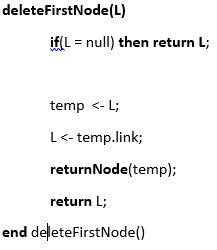 deleteFirstNode(L)
if(L = null) then return L;
temp <- L;
L <- temp.link;
returnNode(temp);
return L;
end deleteFirstNode()